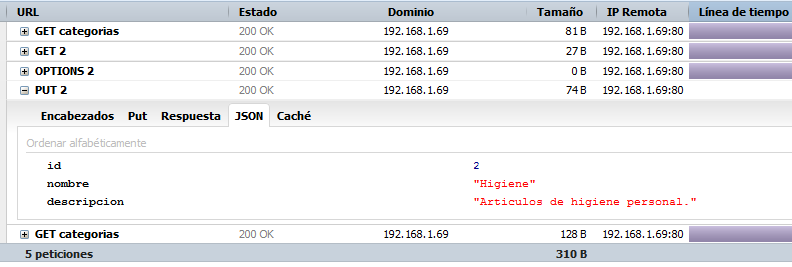 URL Estado Dominio Tamaño IP Remota Línea de tiempo
GET categorias 200 OK 192.168.1.69 81 B 192.168.1.69:80
GET 2 200 OK 192.168.1.69 27 B 192.168.1.69:80
OPTIONS 2 200 OK 192.168.1.69 0 B 192.168.1.69:80
PUT 2 200 OK 192.168.1.69 74 B 192.168.1.69:80
Encabezados Put Respuesta JSON Caché
Ordenar alfabéticamente
id 2
nombre "Higiene"
descripcion "Articulos de higiene personal."
GET categorias 200 OK 192.168.1.69 128 B 192.168.1.69:80
5 peticiones 310 B